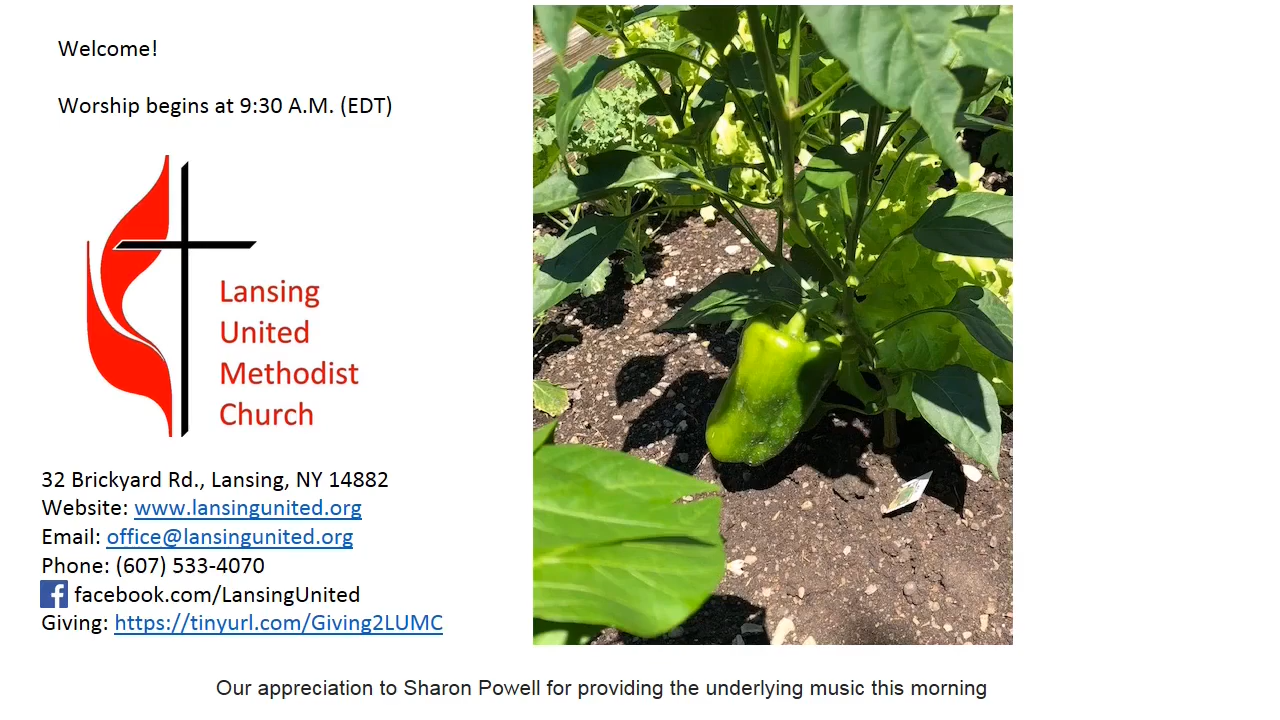 Welcome!
Worship begins at 9:30 A.M. (EDT)
Lansing
United
Methodist
Church
32 Brickyard Rd., Lansing, NY 14882
Website: www.lansingunited.org
Email: office@lansingunited.org
Phone: (607) 533-4070
facebook.com/LansingUnited
Giving: https://tinyurl.com/Giving2LUMC
Our appreciation to Sharon Powell for providing the underlying music this morning